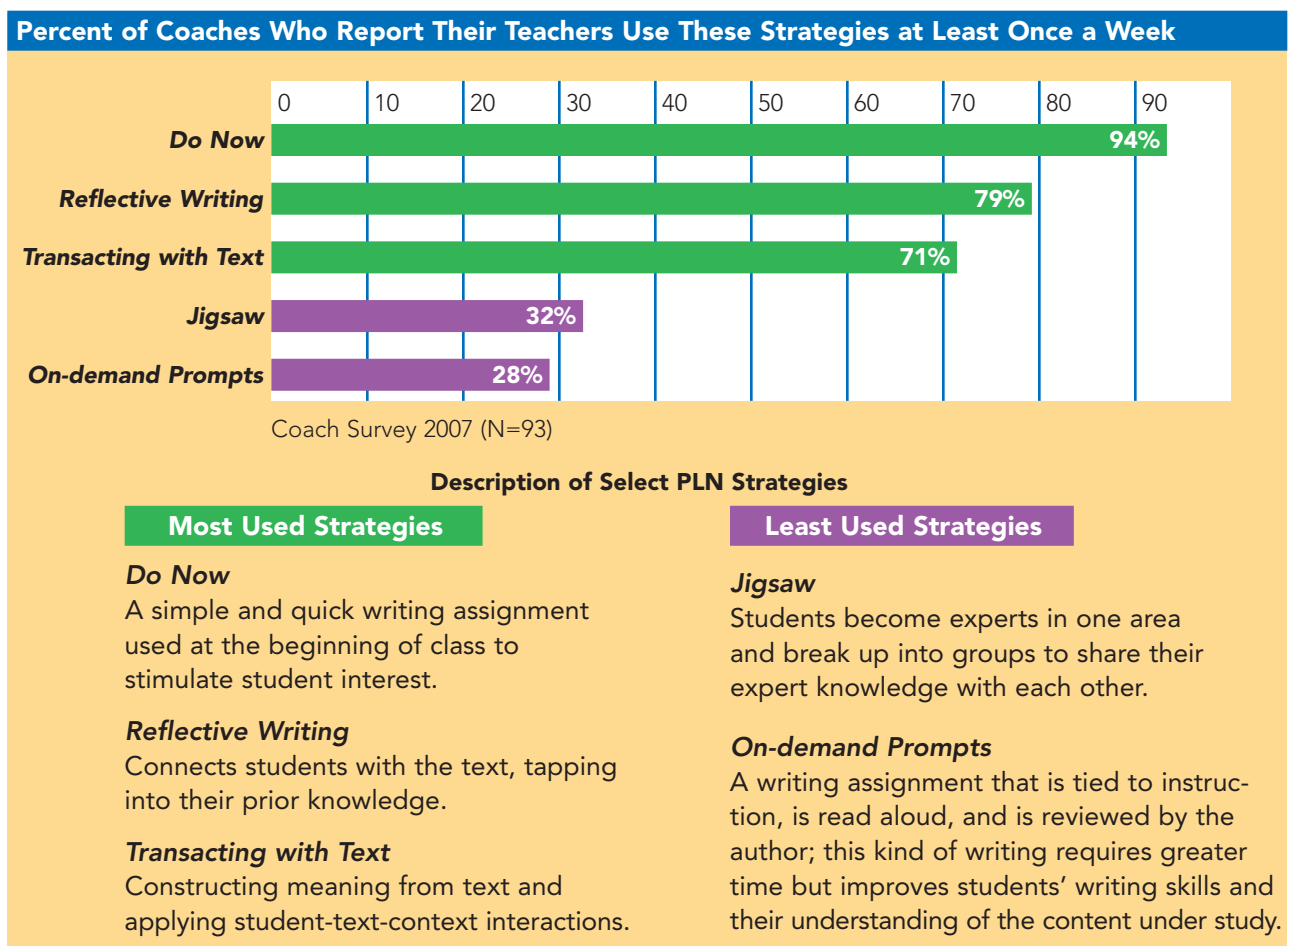 Percent of Coaches Who Report Their Teachers Use These Strategies at Least Once a Week
0 10 20 30 40 50 60 70 80 90
Do Now 94%
Reflective Writing 79%
Transacting with Text 71%
Jigsaw 32%
On-demand Prompts 28%
Coach Survey 2007 (N=93)
Description of Select PLN Strategies
Most Used Strategies
Do Now
A simple and quick writing assignment
used at the beginning of class to
stimulate student interest.
Reflective Writing
Connects students with the text, tapping
into their prior knowledge.
Transacting with Text
Constructing meaning from text and
applying student-text-context interactions.
Least Used Strategies
Jigsaw
Students become experts in one area
and break up into groups to share their
expert knowledge with each other.
On-demand Prompts
A writing assignment that is tied to instruc-
tion, is read aloud, and is reviewed by the
author; this kind of writing requires greater
time but improves students’ writing skills and
their understanding of the content under study.